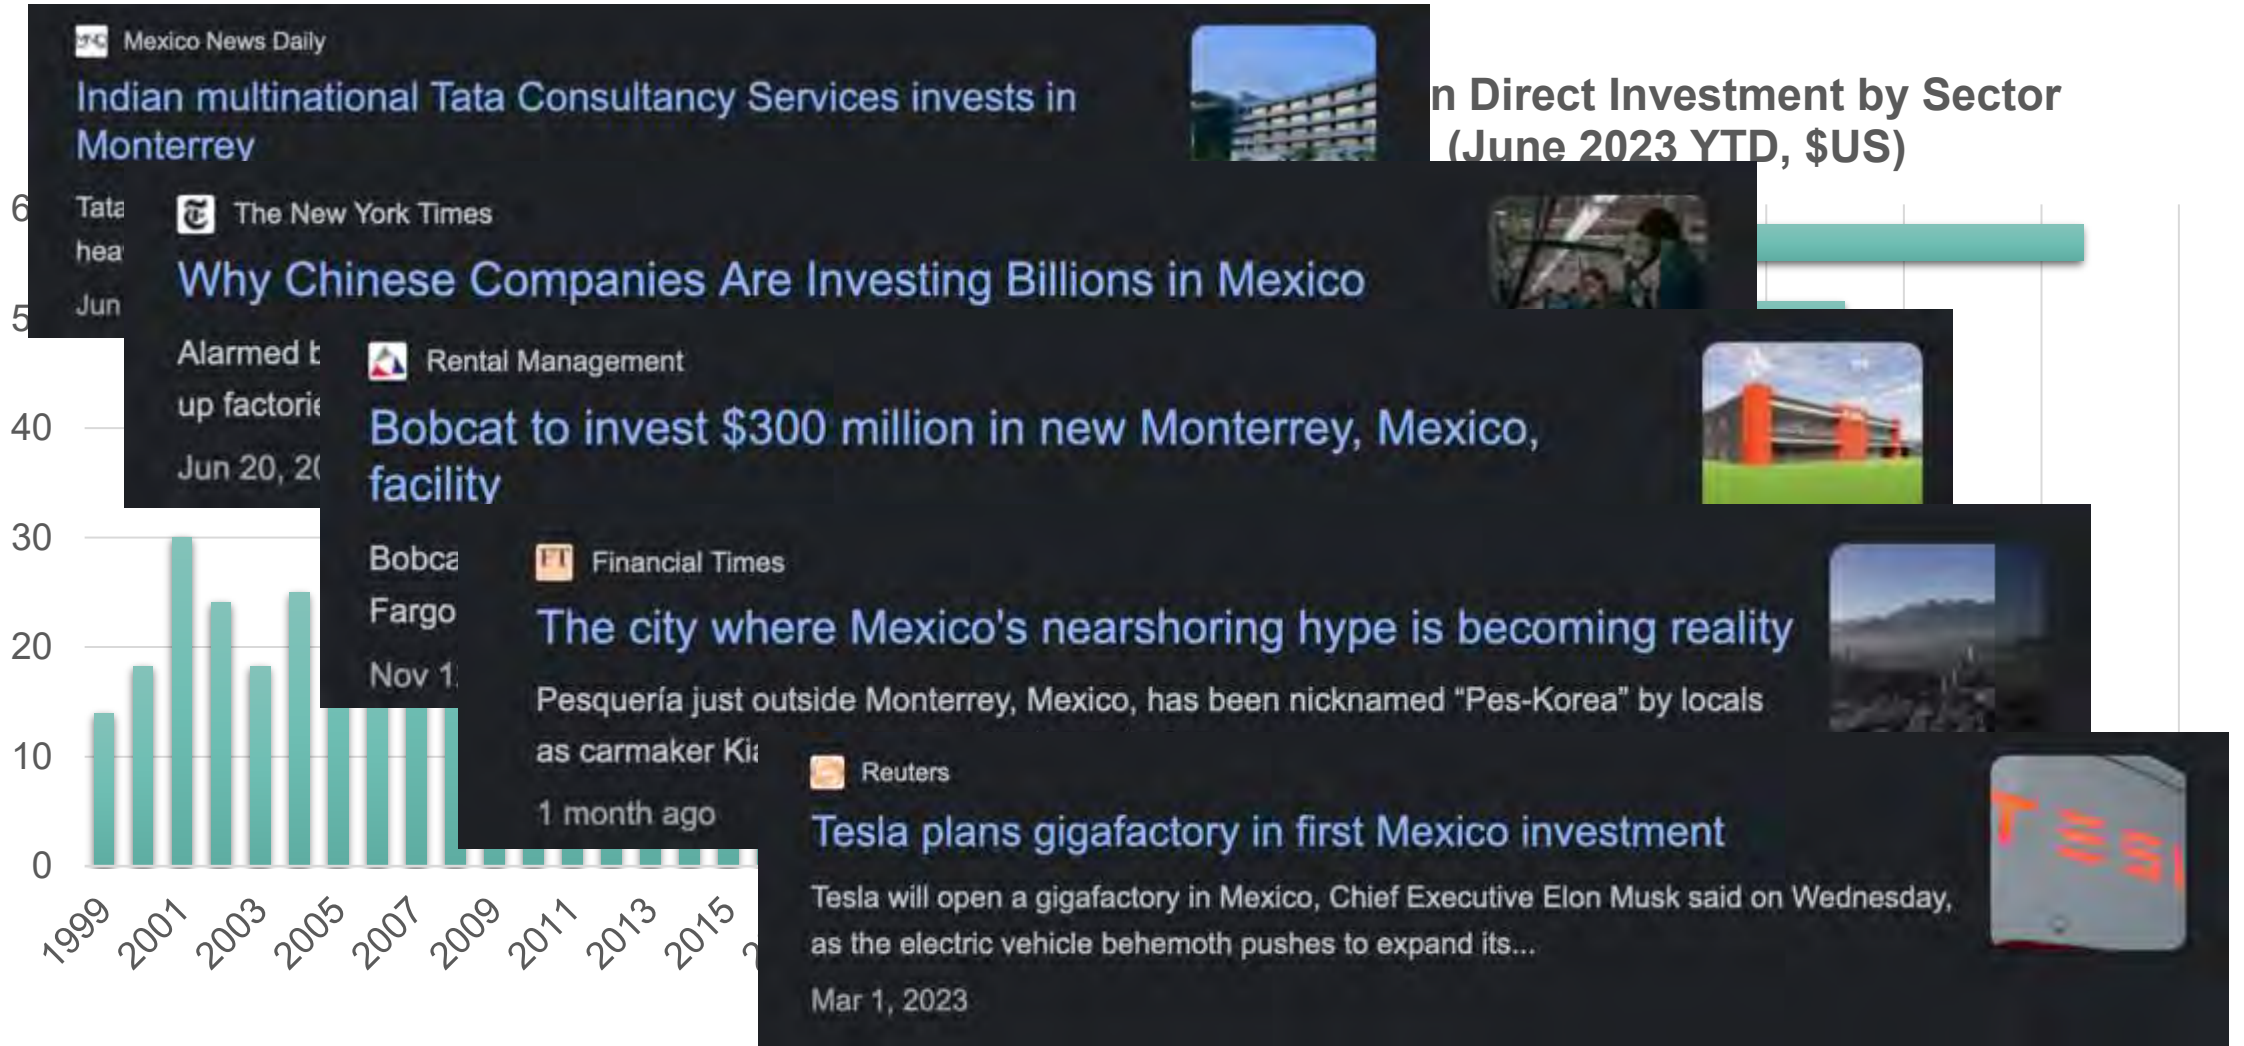 Mexico News Daily
Indian multinational Tata Consultancy Services invests in
Monterrey
Tata
Jun
n Direct Investment by Sector
(June 2023 YTD, $US)
The New York Times
Why Chinese Companies Are Investing Billions in Mexico
Alarmed
up
Jun 20,
Rental Management
Bobcat to invest $300 million in new Monterrey, Mexico,
facility
Fargo
Nov
Financial Times
The city where Mexico's nearshoring hype is becoming reality
Pesquería just outside Monterrey, Mexico, has been nicknamed “Pes-Korea” by locals
as carmaker Kia
1 month ago
Reuters
Tesla plans gigafactory in first Mexico investment
Tesla will open a gigafactory in Mexico, Chief Executive Elon Musk said on Wednesday,
as the electric vehicle behemoth pushes to expand its...
Mar 1, 2023
40
30
20
10
0
1999
2001
2003
2005
2007
2009
2011
2013
2015